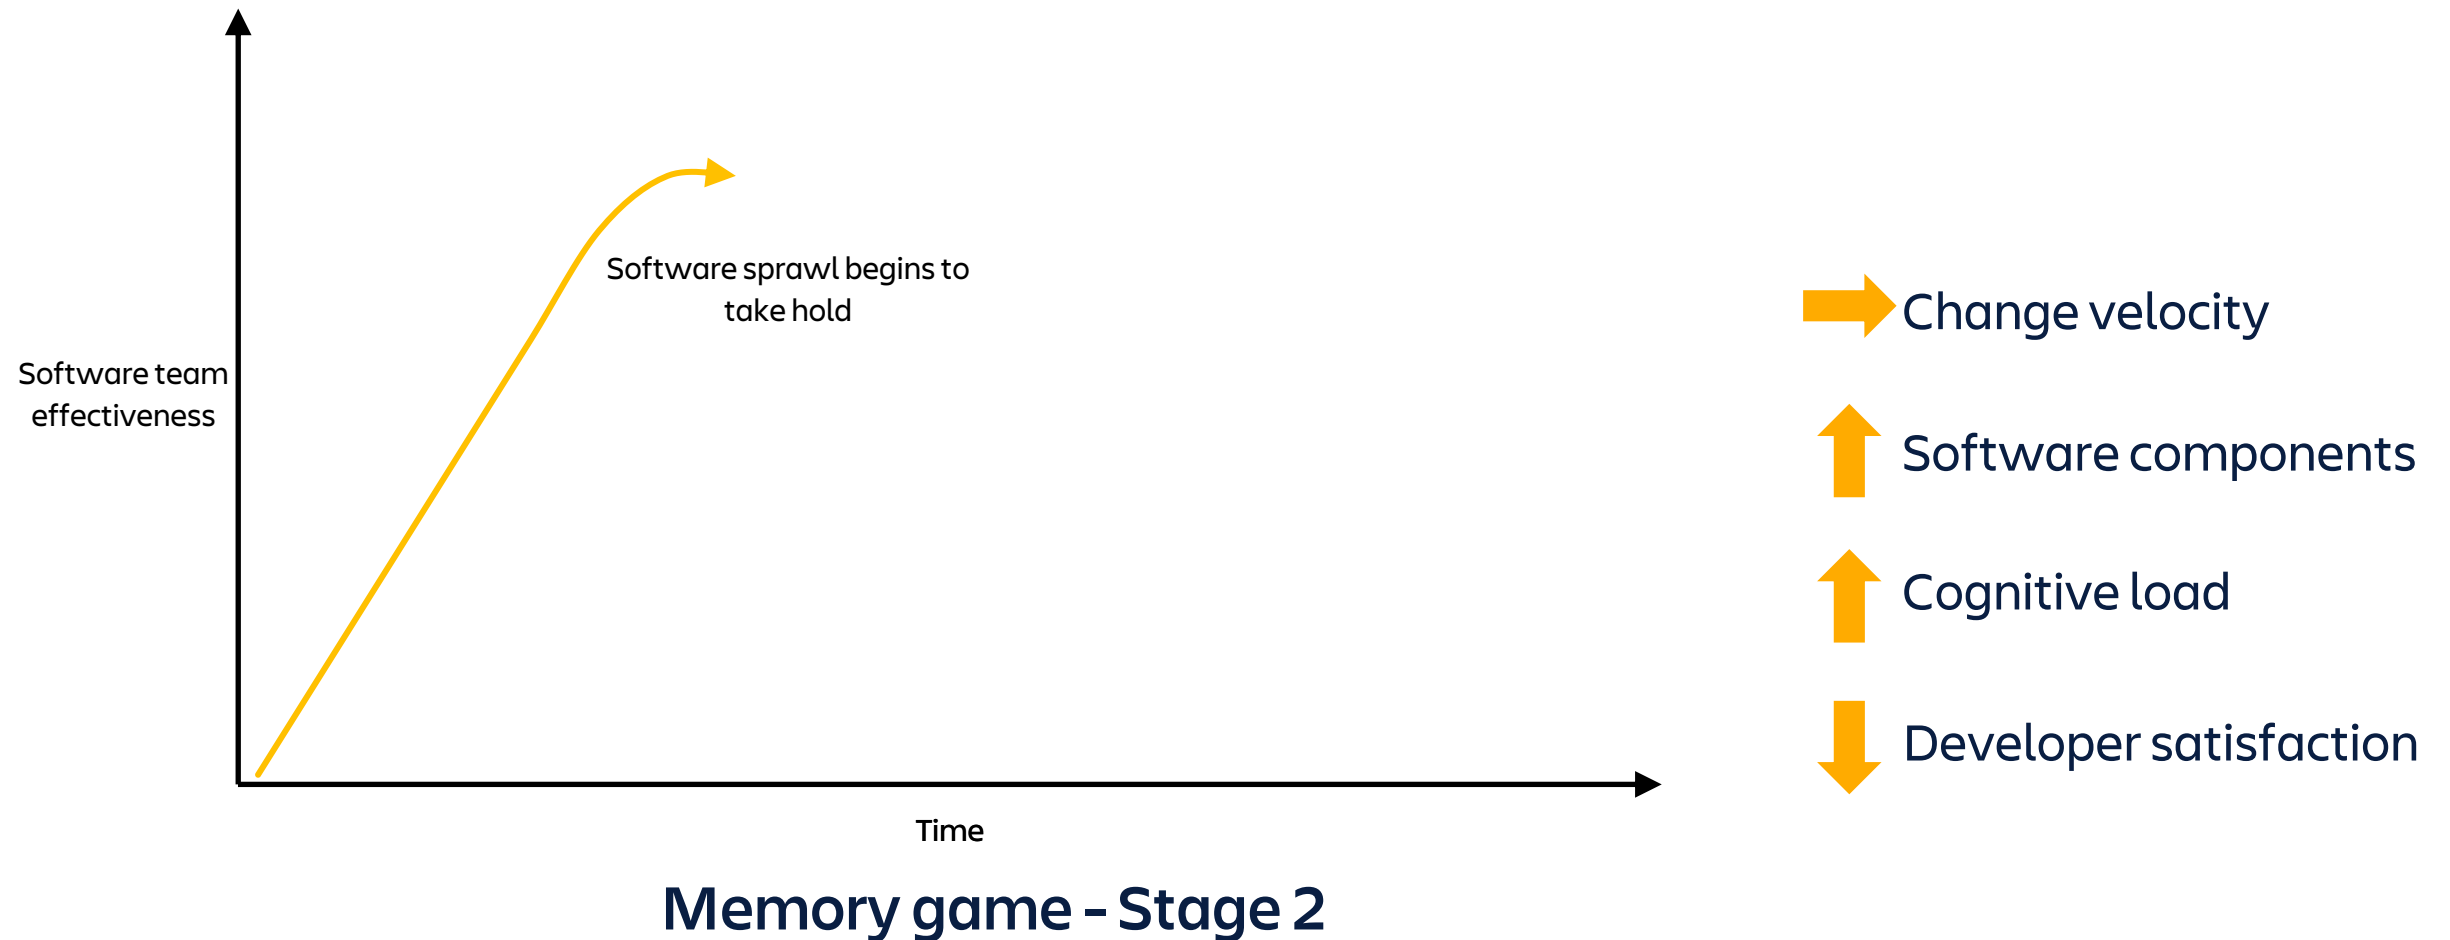 Software sprawl begins to
take hold
Software team
effectiveness
Time
Change velocity
Software components
Cognitive load
Developer satisfaction
Memory game - Stage 2